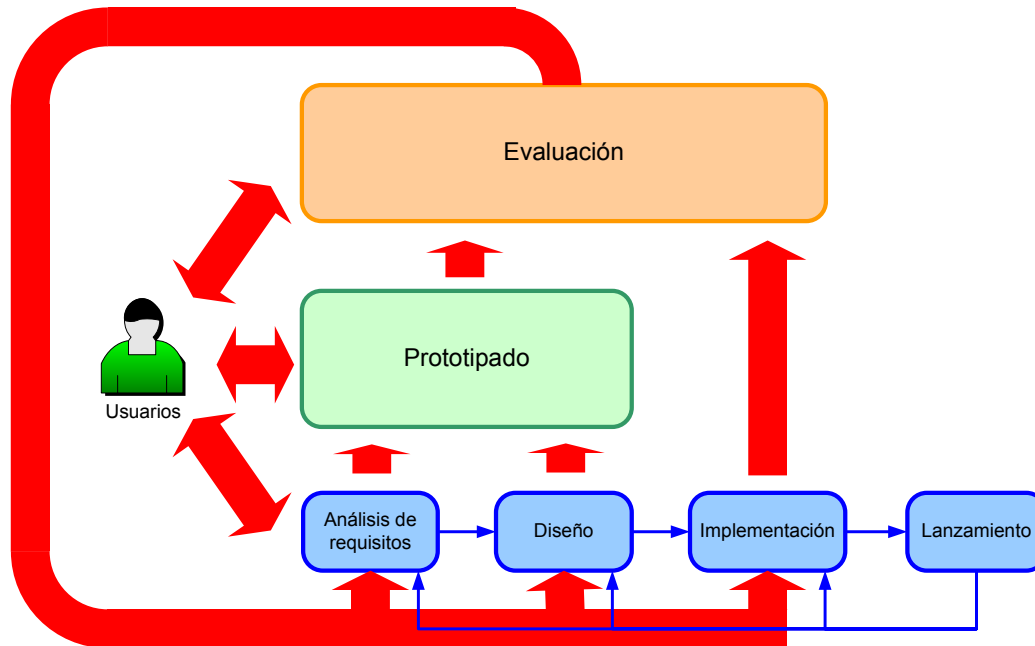 Evaluación
Prototipado
Usuarios
Análisis de
requisitos
Diseño
Implementación
Lanzamiento